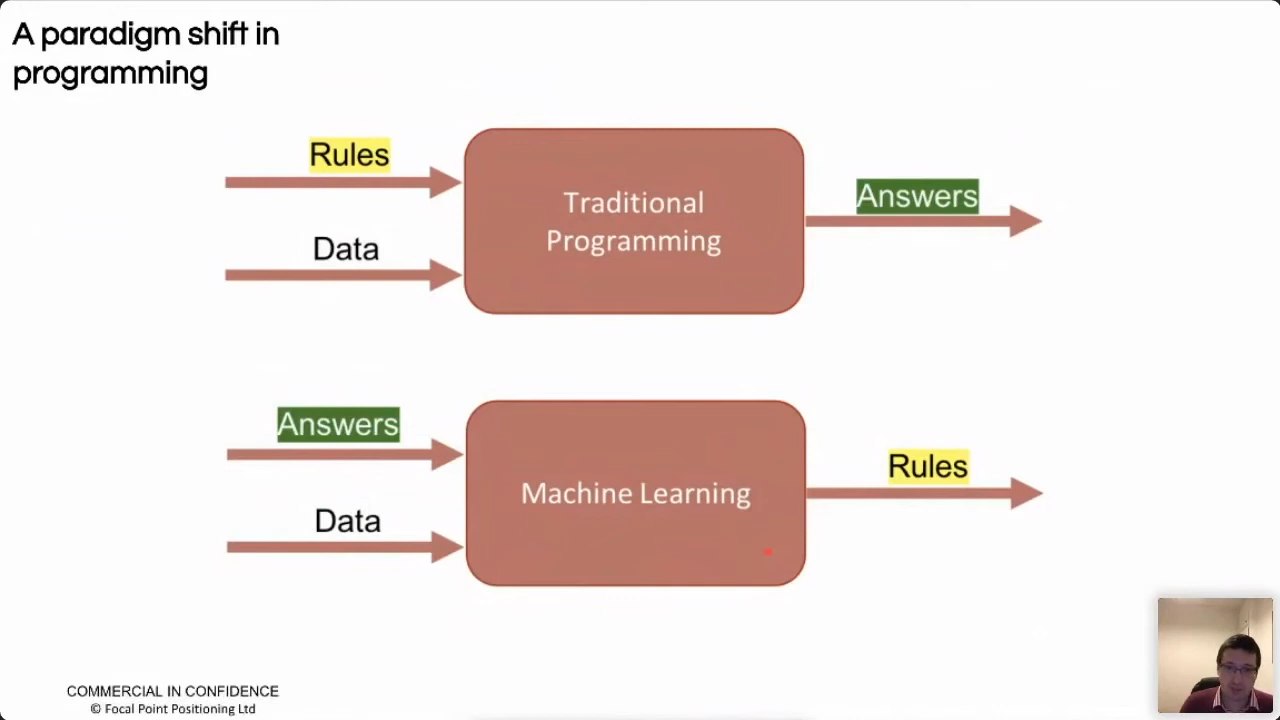 A paradigm shift in
programming
Rules
Data
Traditional
Programming
Answers
Answers
Data
Machine Learning
Rules
COMMERCIAL IN CONFIDENCE
© Focal Point Positioning Ltd